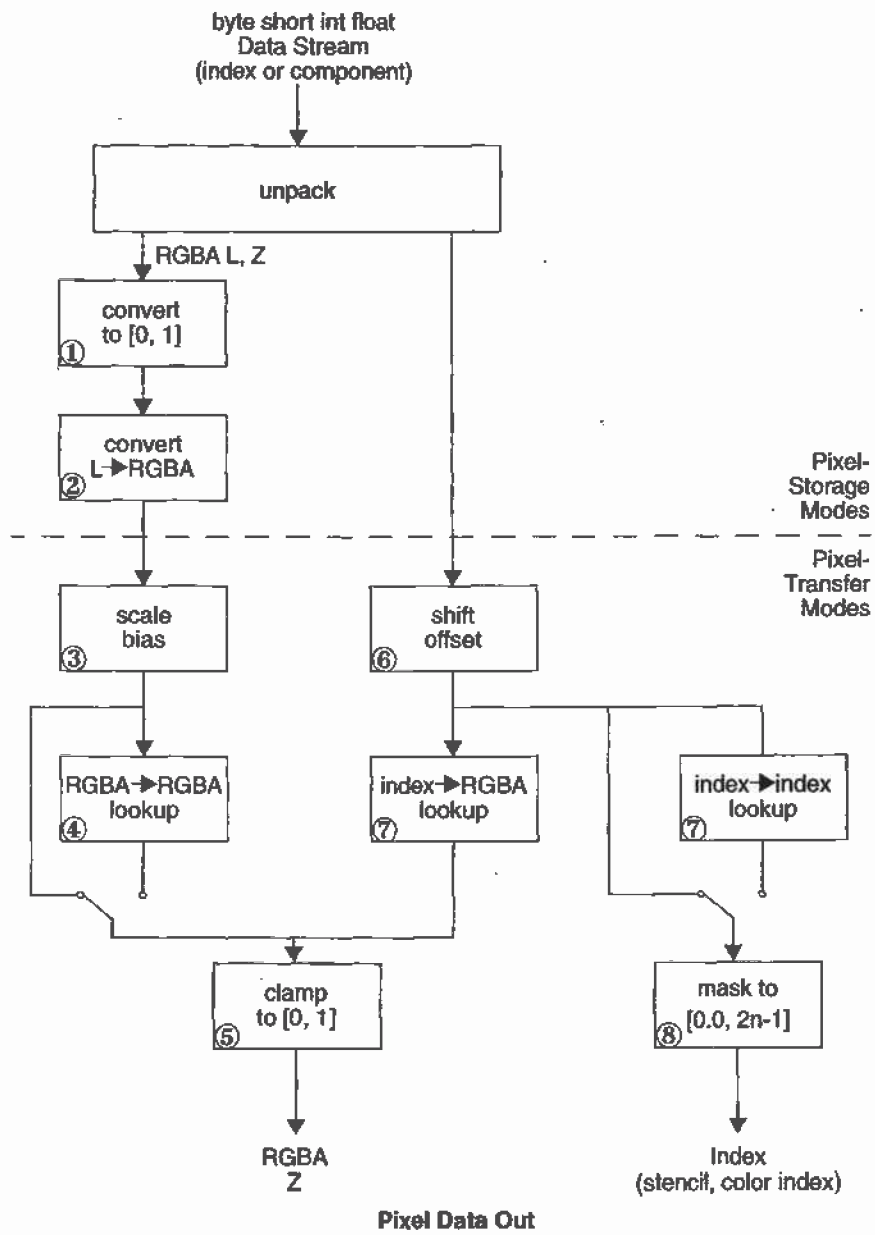 byte short int float
Data Stream
(index or component)
unpack
RGBA L, Z
convert
to [0, 1]
①
convert
L→RGBA
②
Pixel-
Storage
Modes
Pixel-
Transfer
Modes
scale
bias
③
shift
offset
⑥
RGBA→RGBA
lookup
④
index→RGBA
lookup
⑦
index→index
lookup
⑦
clamp
to [0, 1]
⑤
mask to
[0.0, 2n-1]
⑧
RGBA
Z
Index
(stencil, color index)
Pixel Data Out